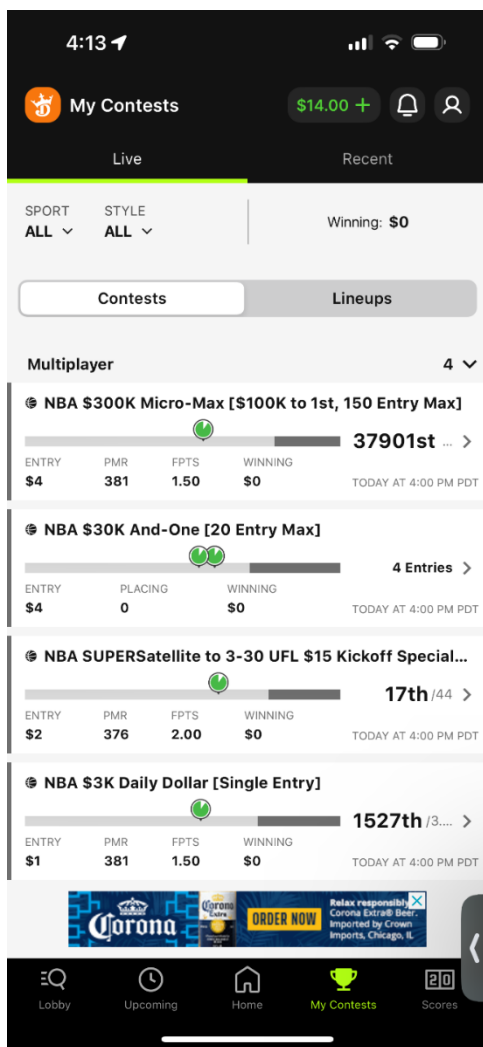 4:13
My Contests
$14.00 +
Live
Recent
SPORT
ALL
STYLE
ALL
Winning: $0
Contests
Lineups
Multiplayer
4
NBA $300K Micro-Max [$100K to 1st, 150 Entry Max]
37901st ...
ENTRY PMR FPTS WINNING
$4 381 1.50 $0 TODAY AT 4:00 PM PDT
NBA $30K And-One [20 Entry Max]
4 Entries
ENTRY PLACING WINNING
$4 0 $0 TODAY AT 4:00 PM PDT
NBA SUPERSatellite to 3-30 UFL $15 Kickoff Special...
17th /44
ENTRY PMR FPTS WINNING
$2 376 2.00 $0 TODAY AT 4:00 PM PDT
NBA $3K Daily Dollar [Single Entry]
1527th /3....
ENTRY PMR FPTS WINNING
$1 381 1.50 $0 TODAY AT 4:00 PM PDT
Corona
Corona
Extra
ORDER NOW
Relax responsibly
Corona Extra® Beer.
Imported by Crown
Imports, Chicago, IL
Lobby
Upcoming
Home
My Contests
20
Scores